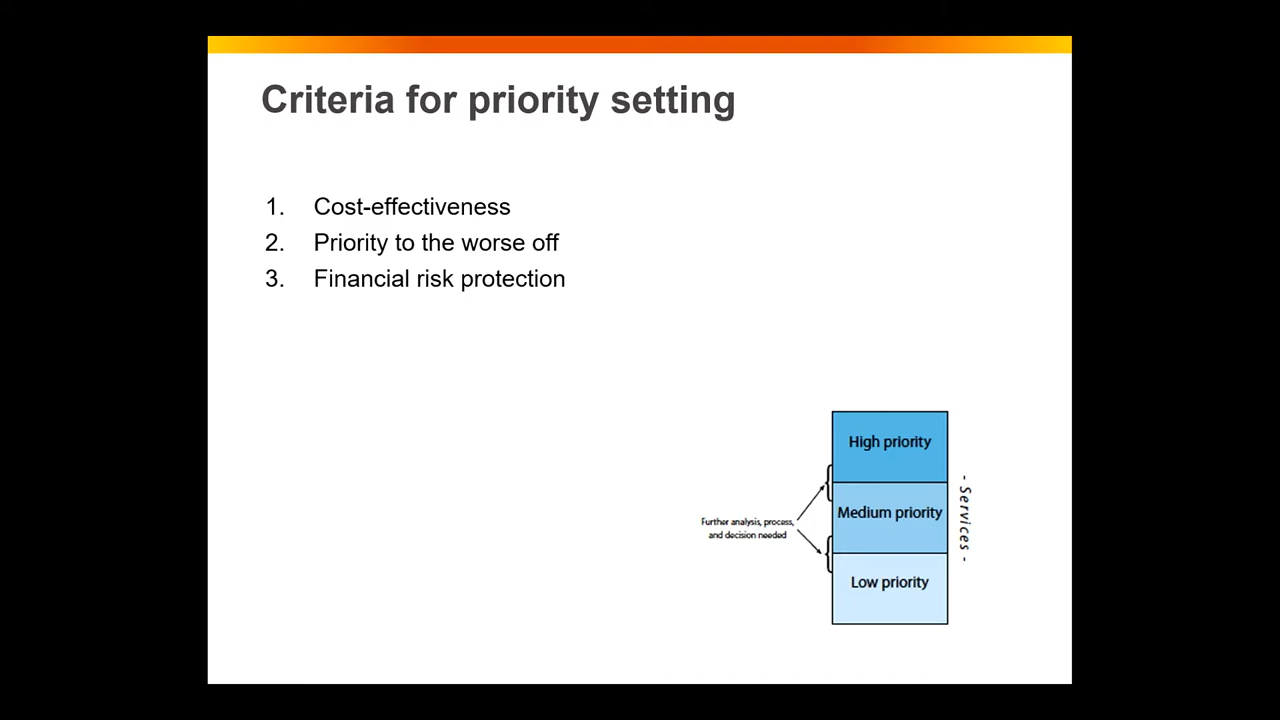 Criteria for priority setting
1. Cost-effectiveness
2. Priority to the worse off
3. Financial risk protection
High priority
Medium priority
Low priority
Further analysis, process,
and decision needed
- Services -